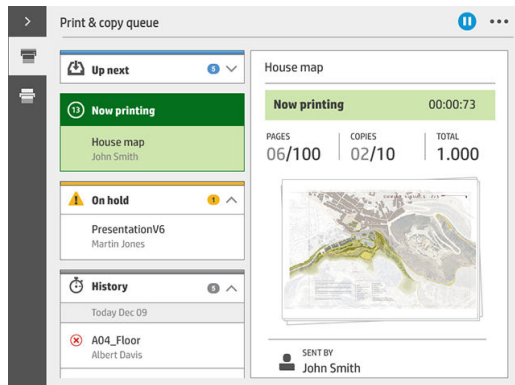 Print & copy queue
Up next
5
13
Now printing
House map
John Smith
On hold
1
PresentationV6
Martin Jones
History
5
Today Dec 09
A04_Floor
Albert Davis
House map
Now printing
00:00:73
PAGES
COPIES
TOTAL
06/100
02/10
1.000
SENT BY
John Smith